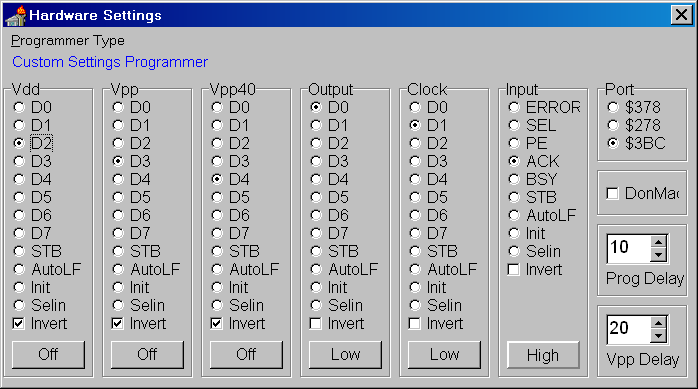 Hardware Settings
Programmer Type
Custom Settings Programmer
Vdd
D0
D1
D2
D3
D4
D5
D6
D7
STB
AutoLF
Init
Selin
Invert
Off
Vpp
D0
D1
D2
D3
D4
D5
D6
D7
STB
AutoLF
Init
Selin
Invert
Off
Vpp40
D0
D1
D2
D3
D4
D5
D6
D7
STB
AutoLF
Init
Selin
Invert
Off
Output
D0
D1
D2
D3
D4
D5
D6
D7
STB
AutoLF
Init
Selin
Invert
Low
Clock
D0
D1
D2
D3
D4
D5
D6
D7
STB
AutoLF
Init
Selin
Invert
Low
Input
ERROR
SEL
PE
ACK
BSY
STB
AutoLF
Init
Selin
Invert
High
Port
$378
$278
$3BC
DonMac
10
Prog Delay
20
Vpp Delay